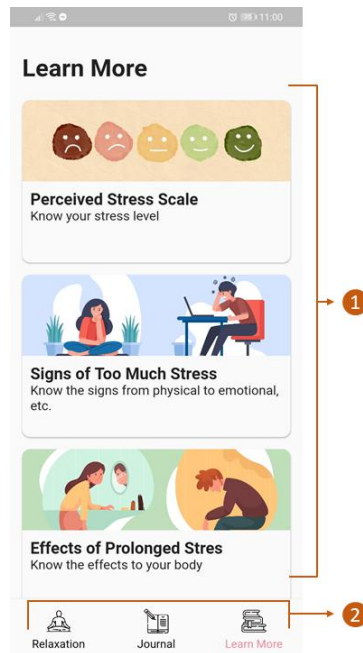 11:00
Learn More
Perceived Stress Scale
Know your stress level
1
Signs of Too Much Stress
Know the signs from physical to emotional,
etc.
Effects of Prolonged Stres
Know the effects to your body
2
Relaxation
Journal
Learn More